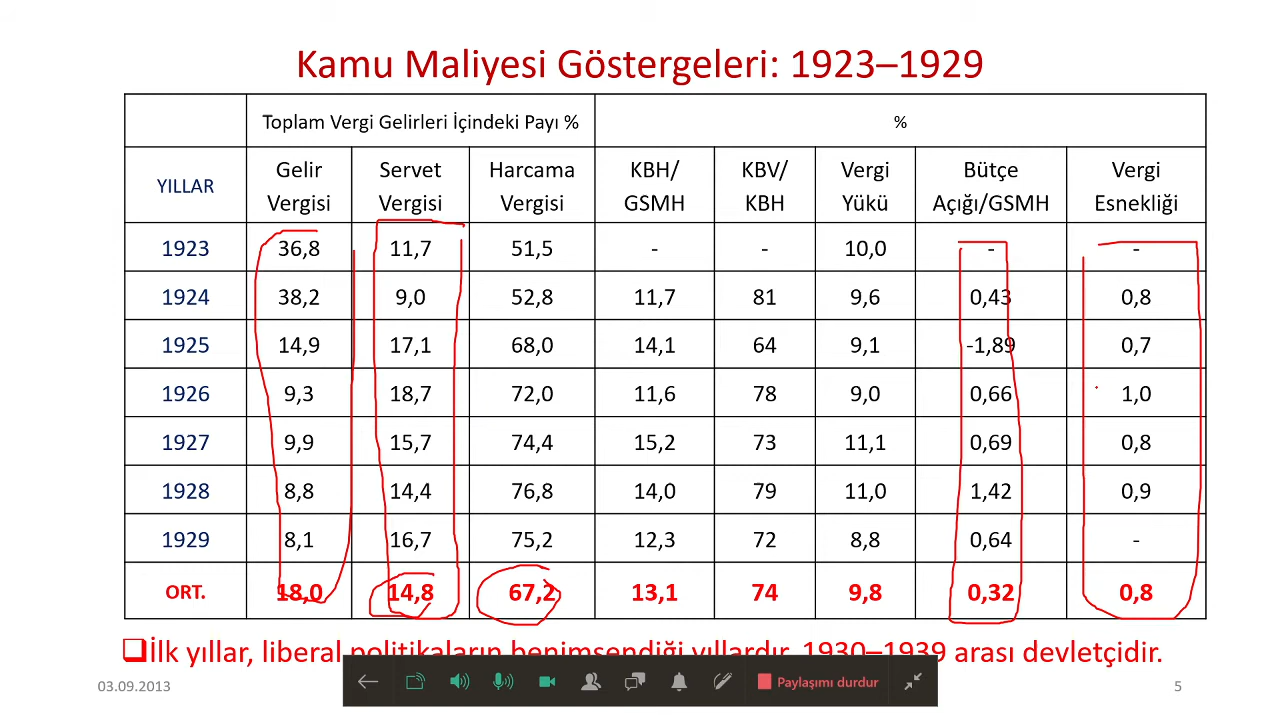 Kamu Maliyesi Göstergeleri: 1923–1929
Toplam Vergi Gelirleri İçindeki Payı % %
YILLAR Gelir Vergisi Servet Vergisi Harcama Vergisi KBH/ GSMH KBV/ KBH Vergi Yükü Bütçe Açığı/GSMH Vergi Esnekliği
1923 36,8 11,7 51,5 - - 10,0 - -
1924 38,2 9,0 52,8 11,7 81 9,6 0,43 0,8
1925 14,9 17,1 68,0 14,1 64 9,1 -1,89 0,7
1926 9,3 18,7 72,0 11,6 78 9,0 0,66 1,0
1927 9,9 15,7 74,4 15,2 73 11,1 0,69 0,8
1928 8,8 14,4 76,8 14,0 79 11,0 1,42 0,9
1929 8,1 16,7 75,2 12,3 72 8,8 0,64 -
ORT. 18,0 14,8 67,2 13,1 74 9,8 0,32 0,8
İlk yıllar, liberal politikaların benimsendiği yıllardır. 1930–1939 arası devletçidir.
03.09.2013 Paylaşımı durdur 5